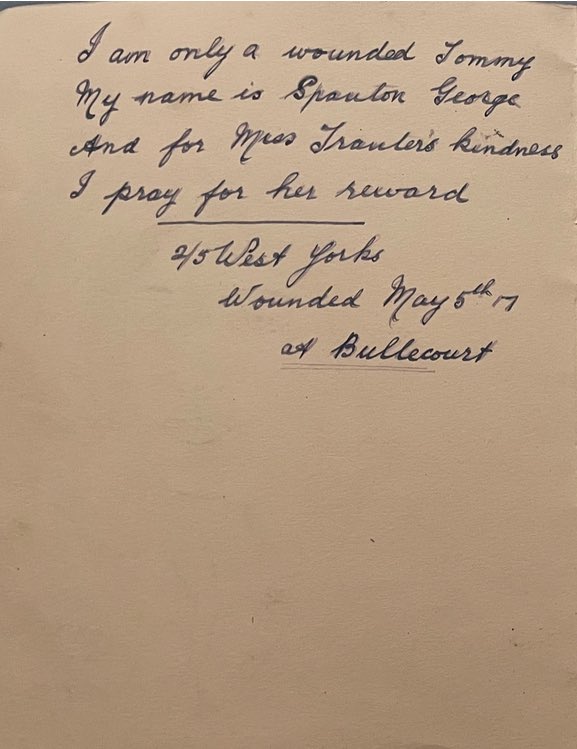 I am only a wounded Tommy
My name is Spauton George
And for Miss Tranter's kindness
I pray for her reward
2/5 West Yorks
Wounded May 5th 17
at Bullecourt